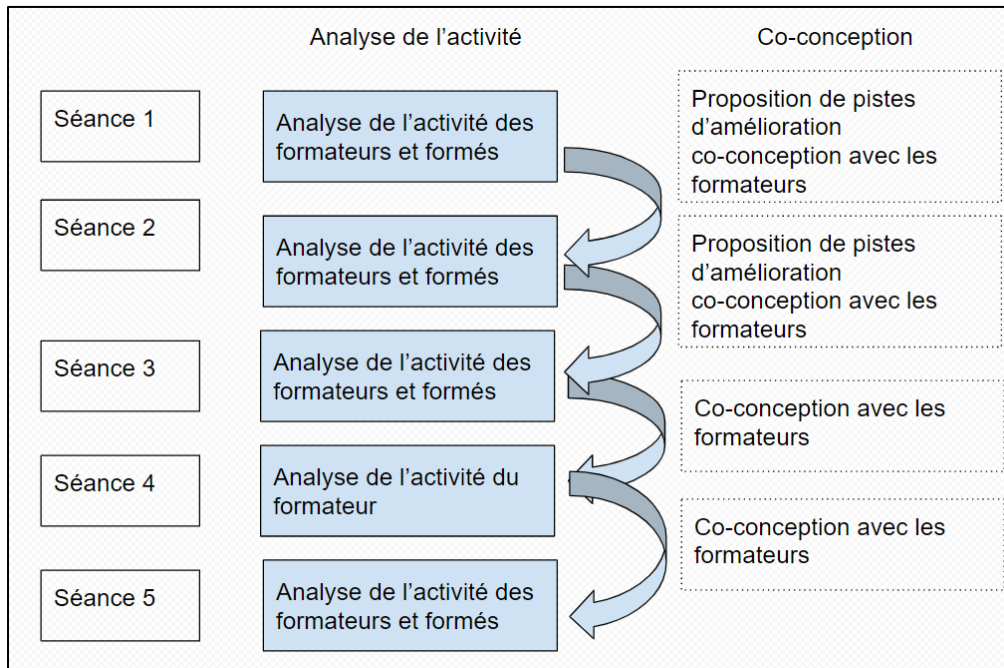 Analyse de l’activité
Co-conception
Séance 1
Analyse de l’activité des
formateurs et formés
Proposition de pistes
d’amélioration
co-conception avec les
formateurs
Séance 2
Analyse de l’activité des
formateurs et formés
Proposition de pistes
d’amélioration
co-conception avec les
formateurs
Séance 3
Analyse de l’activité des
formateurs et formés
Co-conception avec les
formateurs
Séance 4
Analyse de l’activité du
formateur
Co-conception avec les
formateurs
Séance 5
Analyse de l’activité des
formateurs et formés